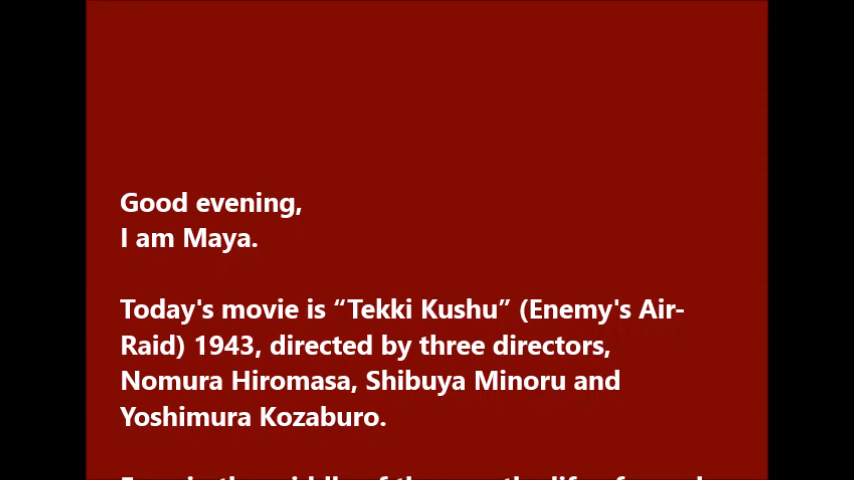 Good evening,
I am Maya.
Today's movie is “Tekki Kushu” (Enemy's Air-
Raid) 1943, directed by three directors,
Nomura Hiromasa, Shibuya Minoru and
Yoshimura Kozaburo.